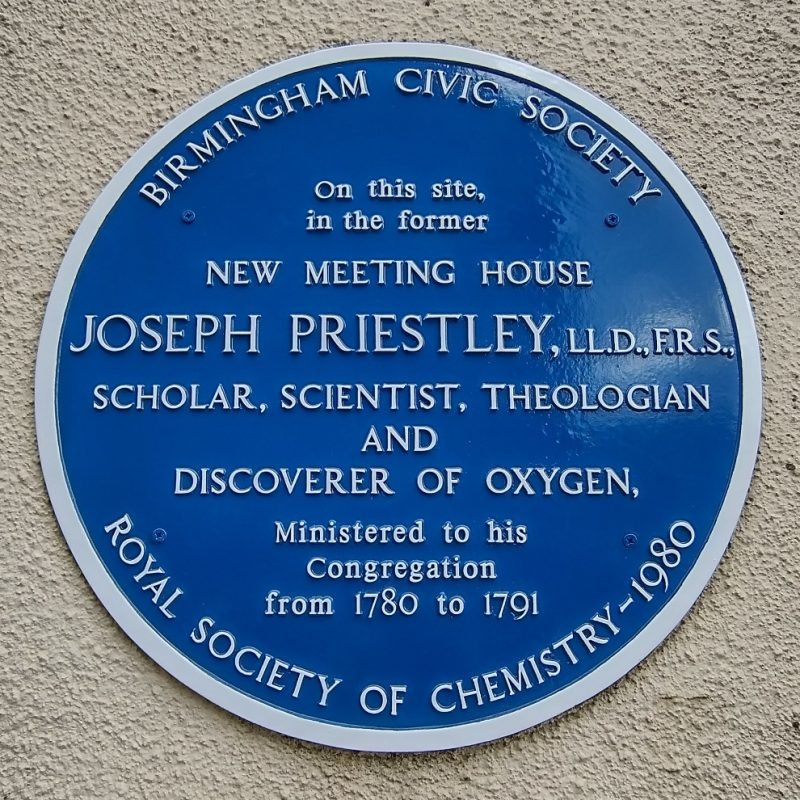 BIRMINGHAM CIVIC SOCIETY
On this site,
in the former
NEW MEETING HOUSE
JOSEPH PRIESTLEY, LL.D., F.R.S.,
SCHOLAR, SCIENTIST, THEOLOGIAN
AND
DISCOVERER OF OXYGEN,
Ministered to his
Congregation
from 1780 to 1791
ROYAL SOCIETY OF CHEMISTRY-1980